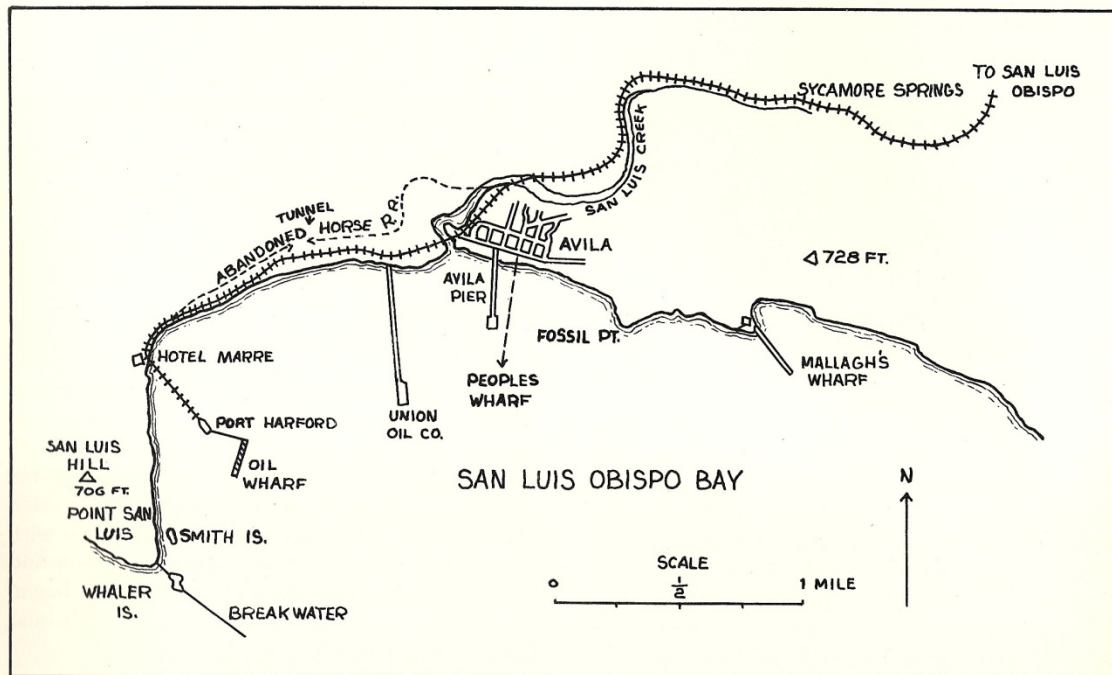 TO SAN LUIS
OBISPO
SYCAMORE SPRINGS
SAN LUIS CREEK
TUNNEL
ABANDONED HORSE R.R.
AVILA
728 FT.
AVILA
PIER
FOSSIL PT.
HOTEL MARRE
MALLAGH'S
WHARF
PEOPLES
WHARF
UNION
OIL CO.
PORT HARFORD
OIL
WHARF
SAN LUIS
HILL
706 FT.
POINT SAN
LUIS
SAN LUIS OBISPO BAY
N
SMITH IS.
SCALE
0 1/2 1 MILE
WHALER
IS.
BREAKWATER